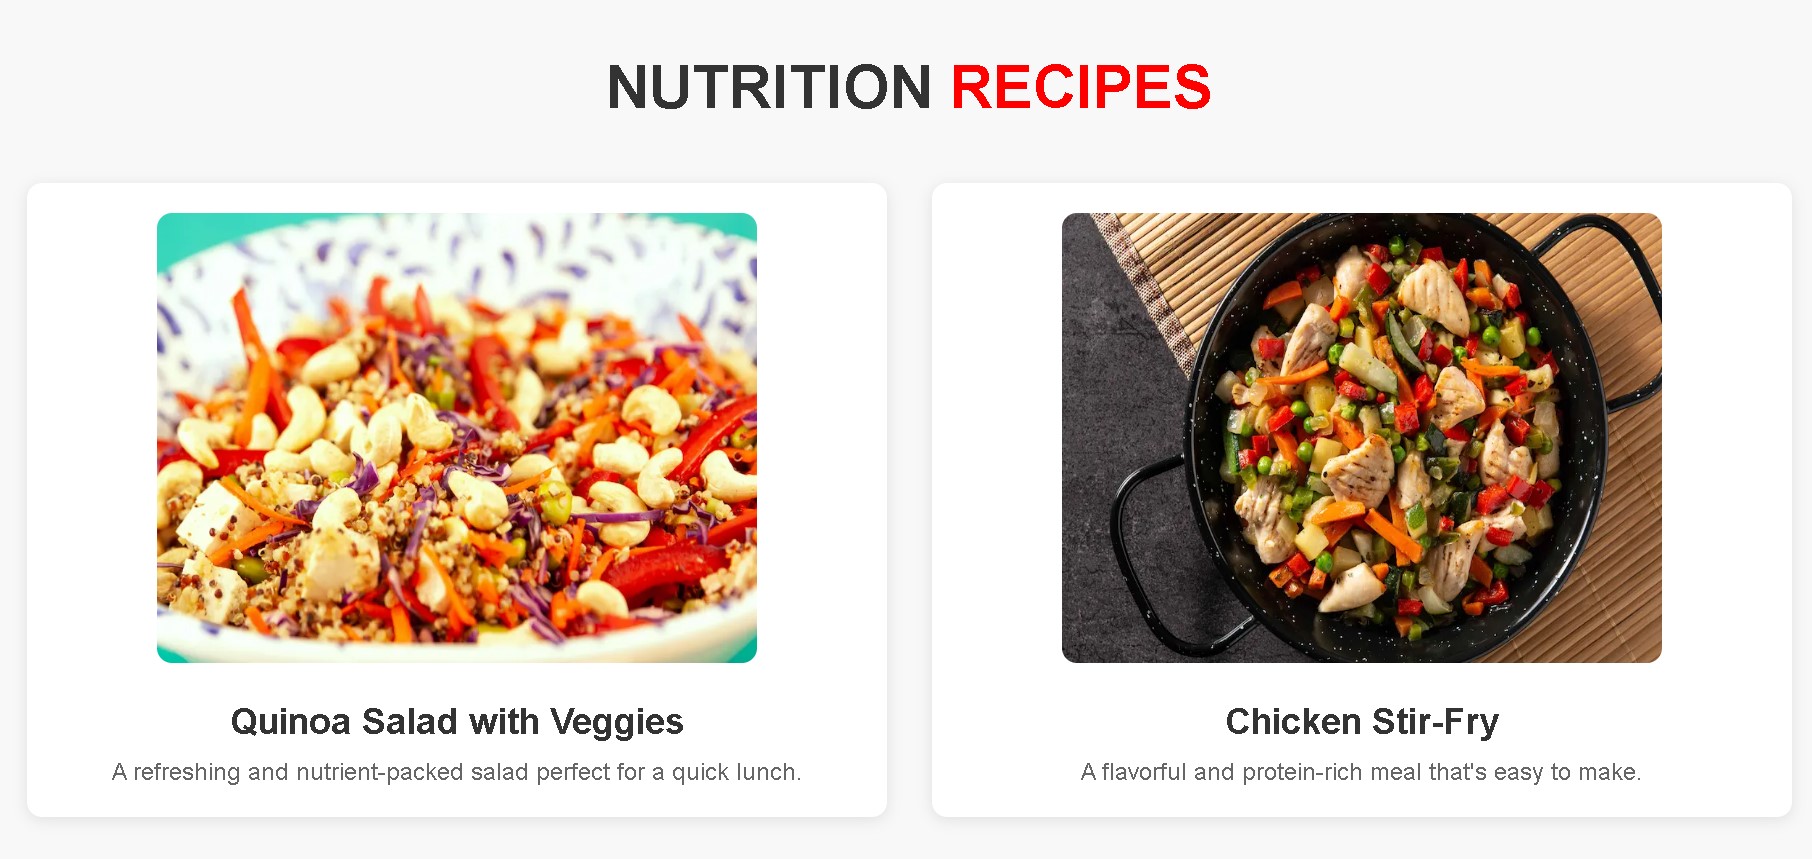 NUTRITION RECIPES
Quinoa Salad with Veggies
A refreshing and nutrient-packed salad perfect for a quick lunch.
Chicken Stir-Fry
A flavorful and protein-rich meal that's easy to make.